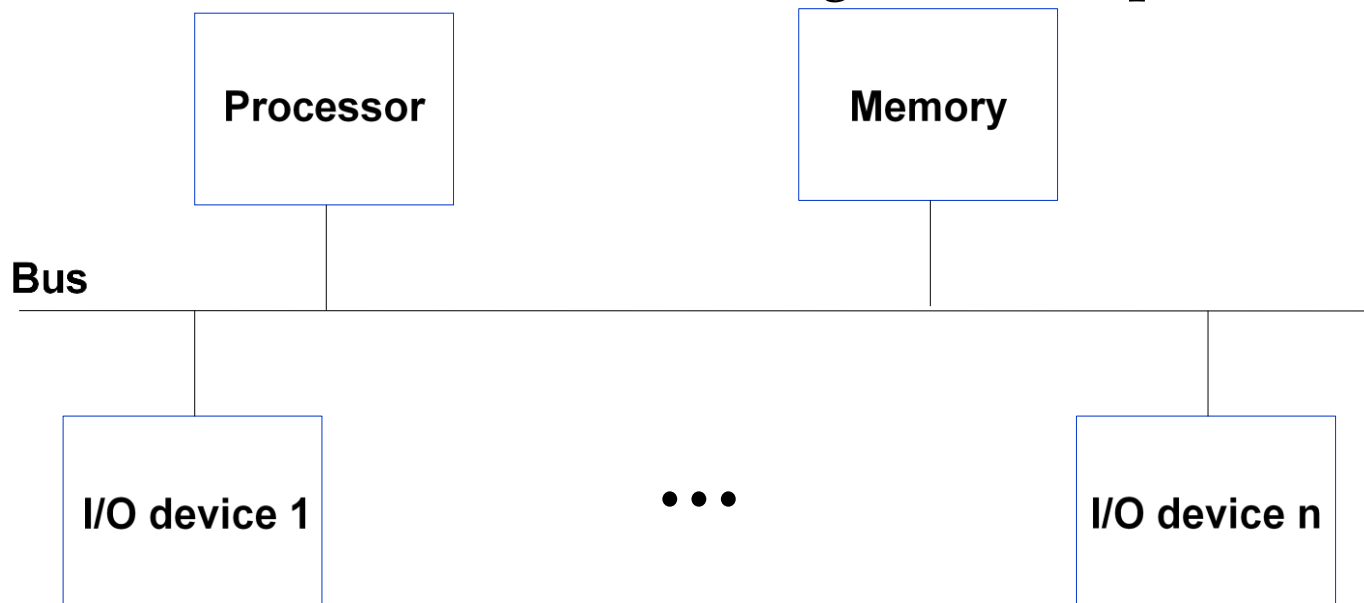 Processor
Memory
Bus
I/O device 1
...
I/O device n